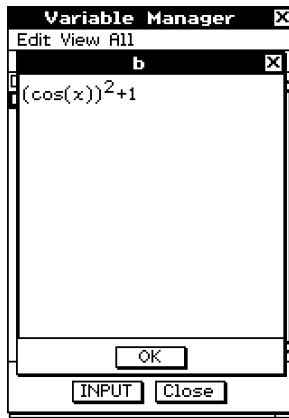 Variable Manager
Edit View All
b
(cos(x))²+1
OK
INPUT Close